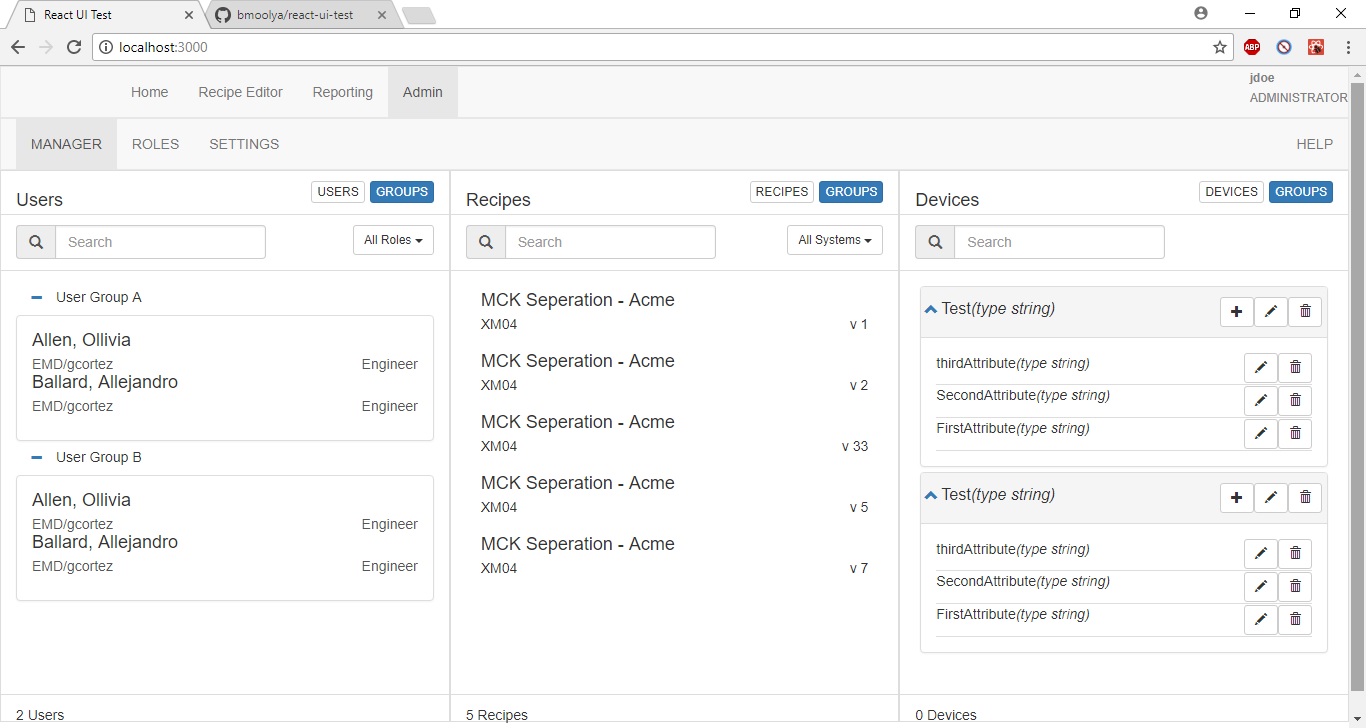 React UI Test
bmoolya/react-ui-test
localhost:3000
ABP
Home Recipe Editor Reporting Admin
jdoe
ADMINISTRATOR
MANAGER ROLES SETTINGS HELP
Users USERS GROUPS
Search All Roles
User Group A
Allen, Ollivia
EMD/gcortez Engineer
Ballard, Allejandro
EMD/gcortez Engineer
User Group B
Allen, Ollivia
EMD/gcortez Engineer
Ballard, Allejandro
EMD/gcortez Engineer
2 Users
Recipes RECIPES GROUPS
Search All Systems
MCK Seperation - Acme
XM04 v 1
MCK Seperation - Acme
XM04 v 2
MCK Seperation - Acme
XM04 v 33
MCK Seperation - Acme
XM04 v 5
MCK Seperation - Acme
XM04 v 7
5 Recipes
Devices DEVICES GROUPS
Search
Test(type string)
thirdAttribute(type string)
SecondAttribute(type string)
FirstAttribute(type string)
Test(type string)
thirdAttribute(type string)
SecondAttribute(type string)
FirstAttribute(type string)
0 Devices